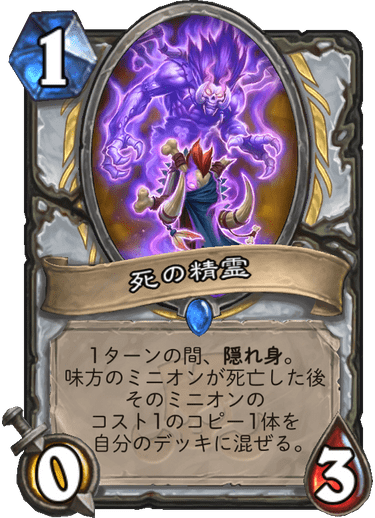 1
死の精霊
1ターンの間、隠れ身。
味方のミニオンが死亡した後
そのミニオンの
コスト1のコピー1体を
自分のデッキに混ぜる。
0
3